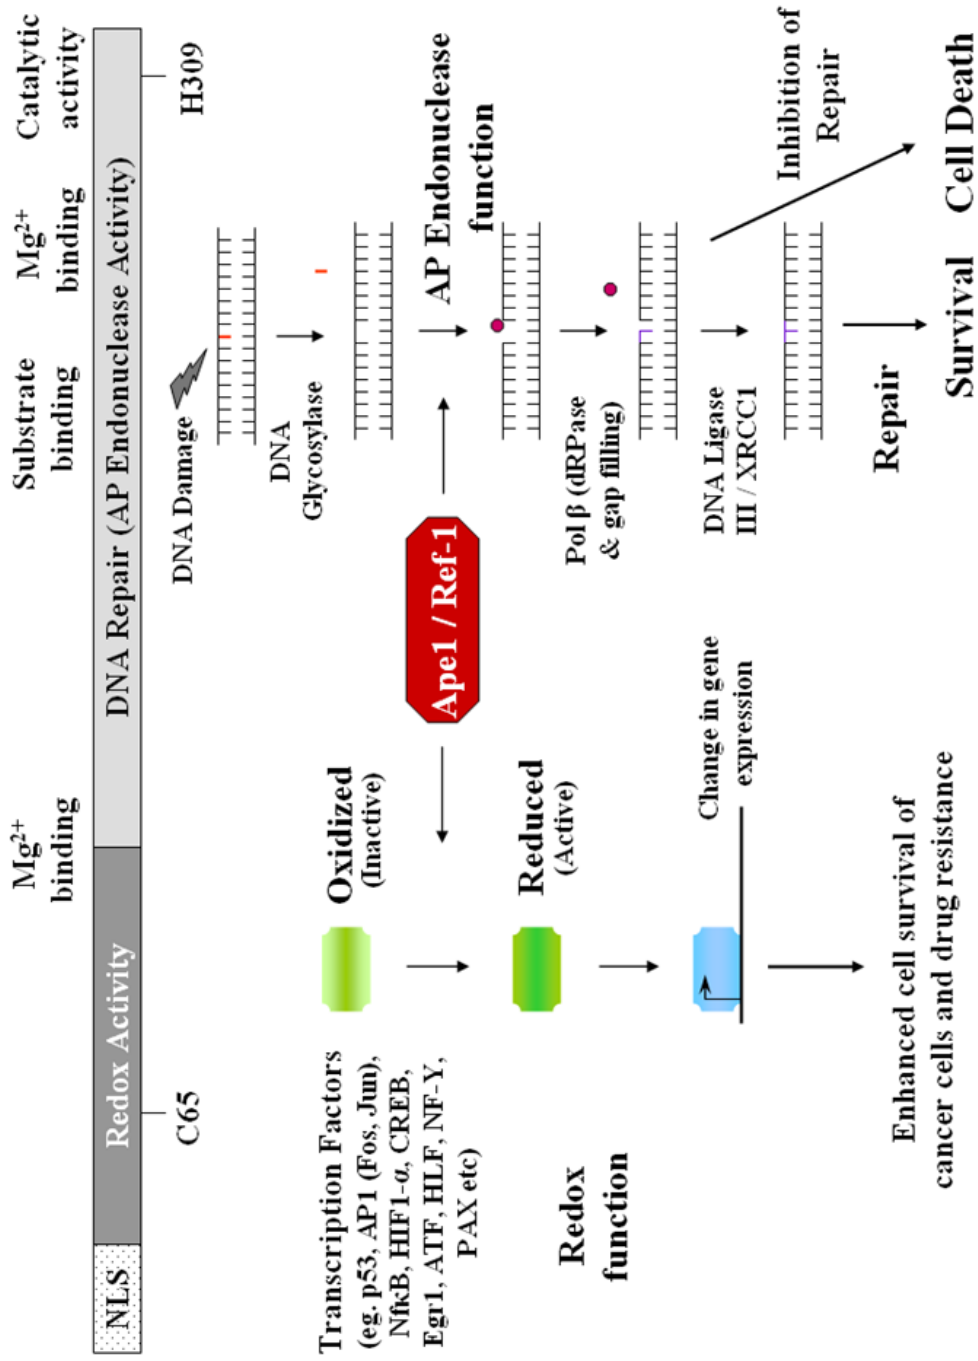 Mg2+
binding
Substrate
binding
Mg2+
binding
Catalytic
activity
NLS
Redox Activity
DNA Repair (AP Endonuclease Activity)
C65
H309
Transcription Factors
(eg. p53, AP1 (Fos, Jun),
NfκB, HIF1-α, CREB,
Egr1, ATF, HLF, NF-Y,
PAX etc)
Redox
function
Oxidized
(Inactive)
Reduced
(Active)
Change in gene
expression
Enhanced cell survival of
cancer cells and drug resistance
Ape1 / Ref-1
DNA Damage
DNA
Glycosylase
AP Endonuclease
function
Pol β (dRPase
& gap filling)
DNA Ligase
III / XRCC1
Inhibition of
Repair
Repair
Survival
Cell Death